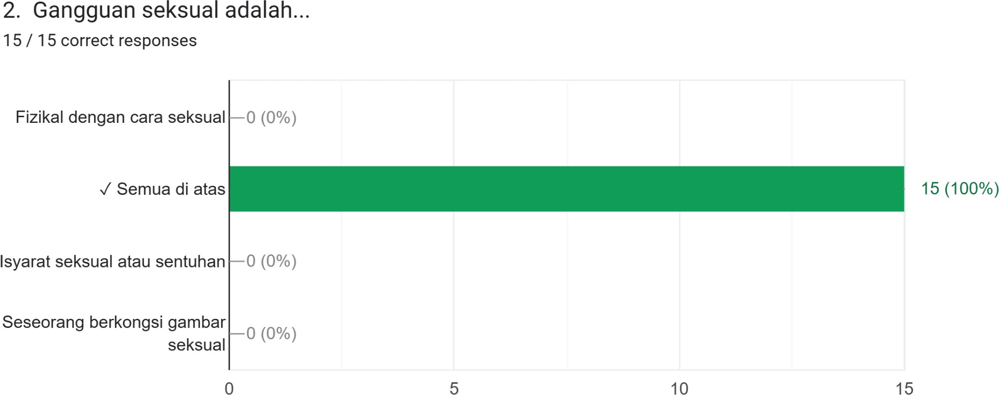 2.  Gangguan seksual adalah...
15 / 15 correct responses
Fizikal dengan cara seksual
0 (0%)
✓ Semua di atas
15 (100%)
Isyarat seksual atau sentuhan
0 (0%)
Seseorang berkongsi gambar
seksual
0 (0%)
0
5
10
15